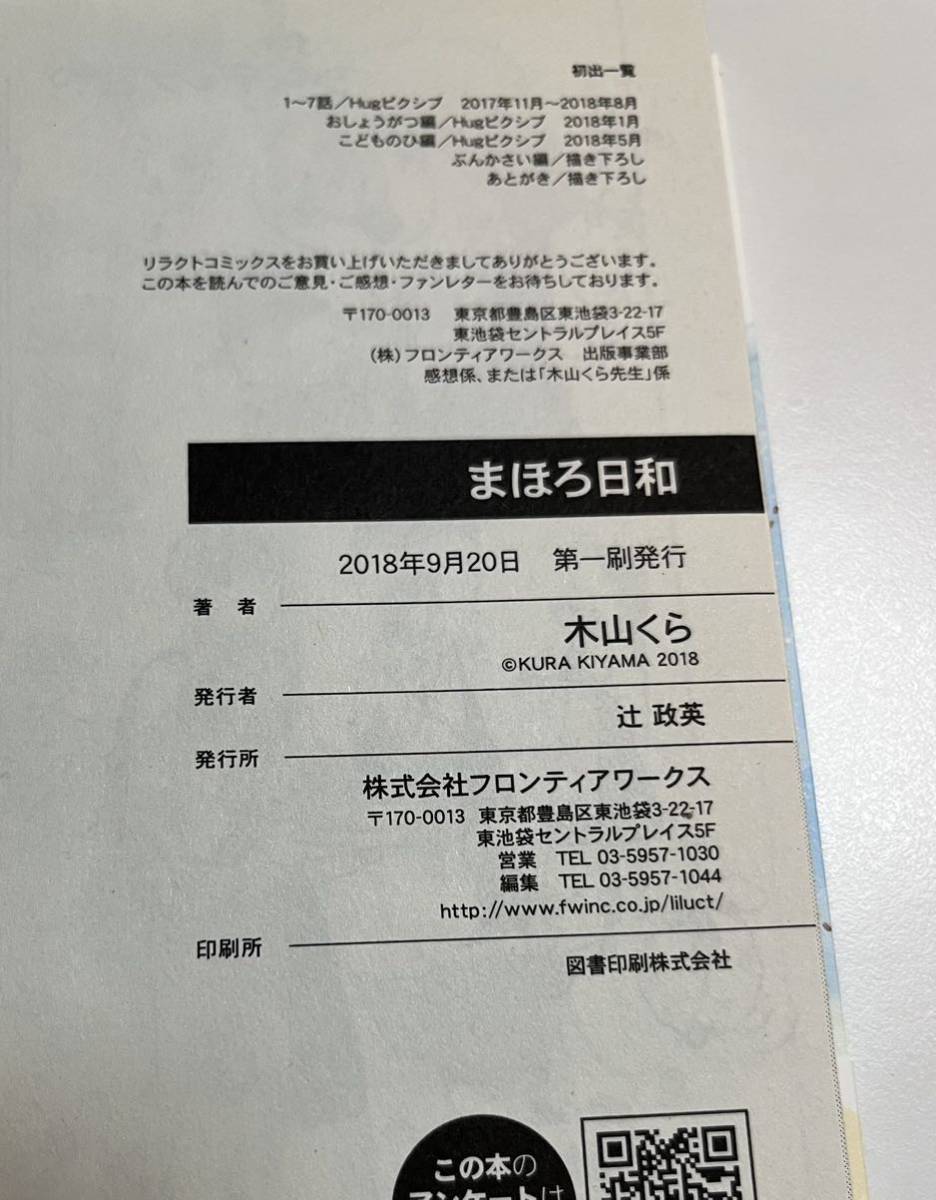 初出一覧
1〜7話／Hugピクシブ　2017年11月〜2018年8月
おしょうがつ編／Hugピクシブ　2018年1月
こどものひ編／Hugピクシブ　2018年5月
ぶんかさい編／描き下ろし
あとがき／描き下ろし
リラクトコミックスをお買い上げいただきましてありがとうございます。
この本を読んでのご意見・ご感想・ファンレターをお待ちしております。
〒170-0013　東京都豊島区東池袋3-22-17
東池袋セントラルプレイス5F
（株）フロンティアワークス　出版事業部
感想係、または「木山くら先生」係
まほろ日和
2018年9月20日　第一刷発行
著　者
木山くら
©KURA KIYAMA 2018
発行者
辻 政英
発行所
株式会社フロンティアワークス
〒170-0013　東京都豊島区東池袋3-22-17
東池袋セントラルプレイス5F
営業　TEL 03-5957-1030
編集　TEL 03-5957-1044
http://www.fwinc.co.jp/liluct/
印刷所
図書印刷株式会社
この本の
アンケートは